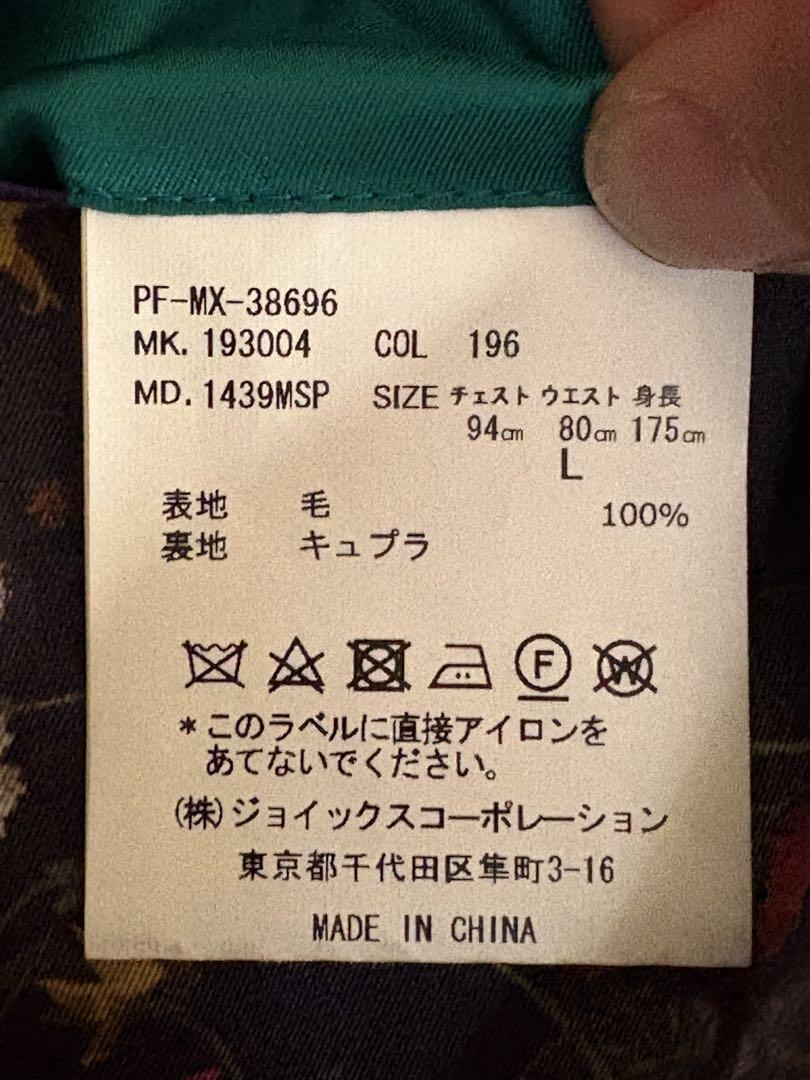 PF-MX-38696
MK. 193004 COL 196
MD. 1439MSP SIZE チェスト ウエスト 身長
94cm 80cm 175cm
L
表地 毛 100%
裏地 キュプラ
F W
*このラベルに直接アイロンを
あてないでください。
(株)ジョイックスコーポレーション
東京都千代田区隼町3-16
MADE IN CHINA